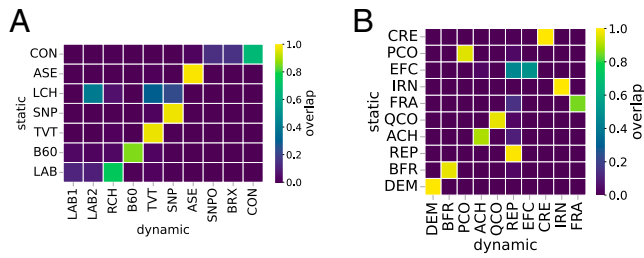 A
CON
ASE
LCH
SNP
TVT
B60
LAB
static
LAB1
LAB2
RCH
B60
TVT
SNP
ASE
SNPO
BRX
CON
dynamic
1.0
0.8
0.6
0.4
0.2
0.0
overlap
B
CRE
PCO
EFC
IRN
FRA
QCO
ACH
REP
BFR
DEM
static
DEM
BFR
PCO
ACH
QCO
REP
EFC
CRE
IRN
FRA
dynamic
1.0
0.8
0.6
0.4
0.2
0.0
overlap